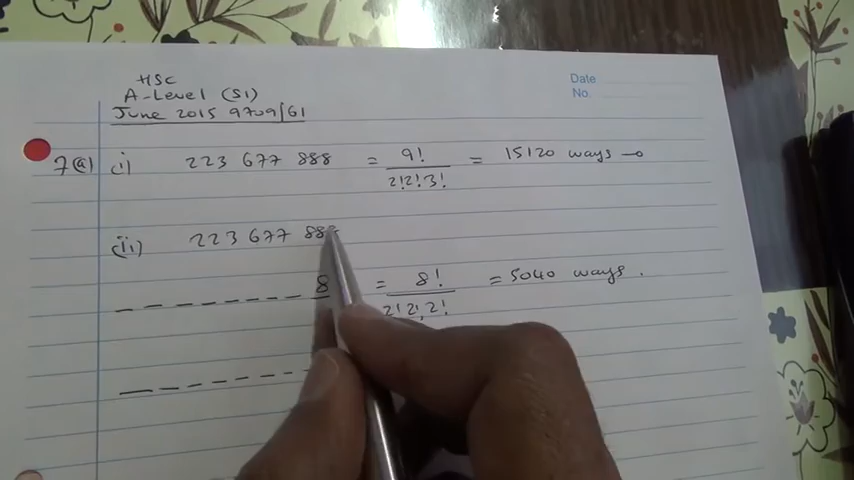 HSC
A-Level (S1)
Date
No.
June 2015 9709/61
7(a) (i) 223 677 888 = 9! / 2!2!3! = 15120 ways
(ii) 223 677 888
8 = 8! / 2!2!2! = 5040 ways.